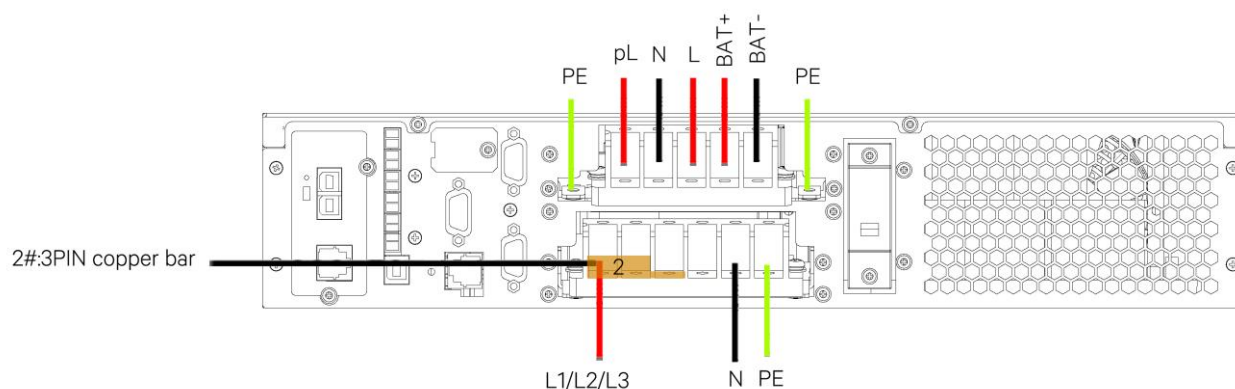 pL N L BAT+ BAT-
PE PE
2#:3PIN copper bar 2
L1/L2/L3 N PE